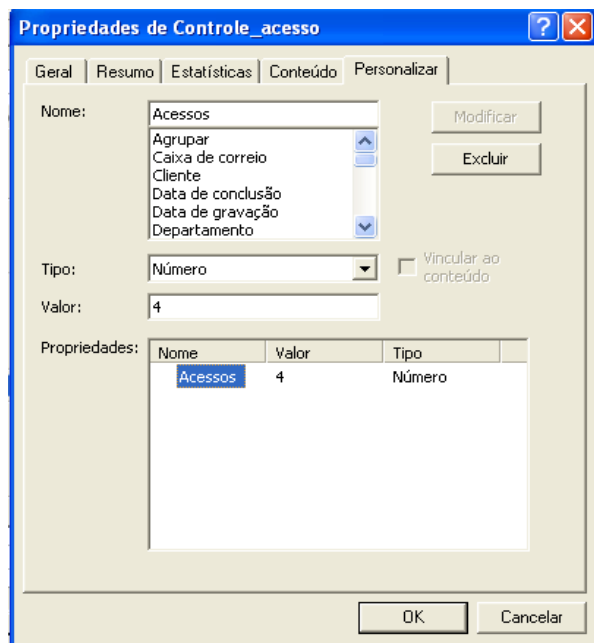 Propriedades de Controle_acesso
Geral Resumo Estatísticas Conteúdo Personalizar
Nome: Acessos Modificar
Agrupar
Caixa de correio Excluir
Cliente
Data de conclusão
Data de gravação
Departamento
Tipo: Número Vincular ao conteúdo
Valor: 4
Propriedades: Nome Valor Tipo
Acessos 4 Número
OK Cancelar